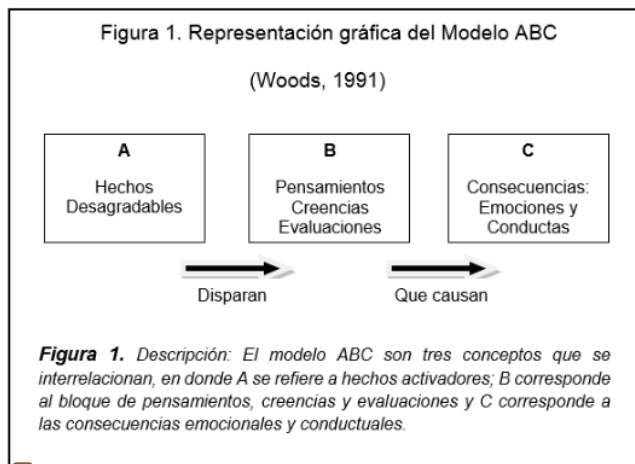 Figura 1. Representación gráfica del Modelo ABC
(Woods, 1991)
A
Hechos
Desagradables
B
Pensamientos
Creencias
Evaluaciones
C
Consecuencias:
Emociones y
Conductas
Disparan
Que causan
Figura 1. Descripción: El modelo ABC son tres conceptos que se
interrelacionan, en donde A se refiere a hechos activadores; B corresponde
al bloque de pensamientos, creencias y evaluaciones y C corresponde a
las consecuencias emocionales y conductuales.